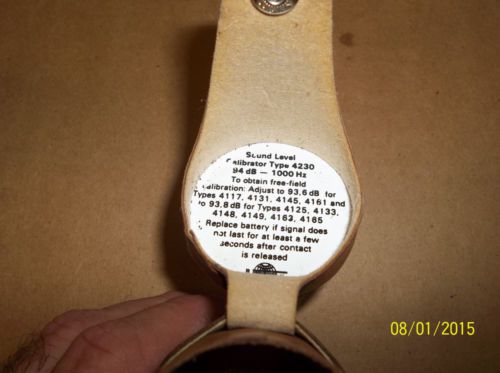 Sound Level
Calibrator Type 4230
94 dB — 1000 Hz
To obtain free-field
calibration: Adjust to 93,6 dB for
Types 4117, 4131, 4145, 4161 and
to 93,8 dB for Types 4125, 4133,
4148, 4149, 4163, 4165
Replace battery if signal does
not last for at least a few
seconds after contact
is released
08/01/2015